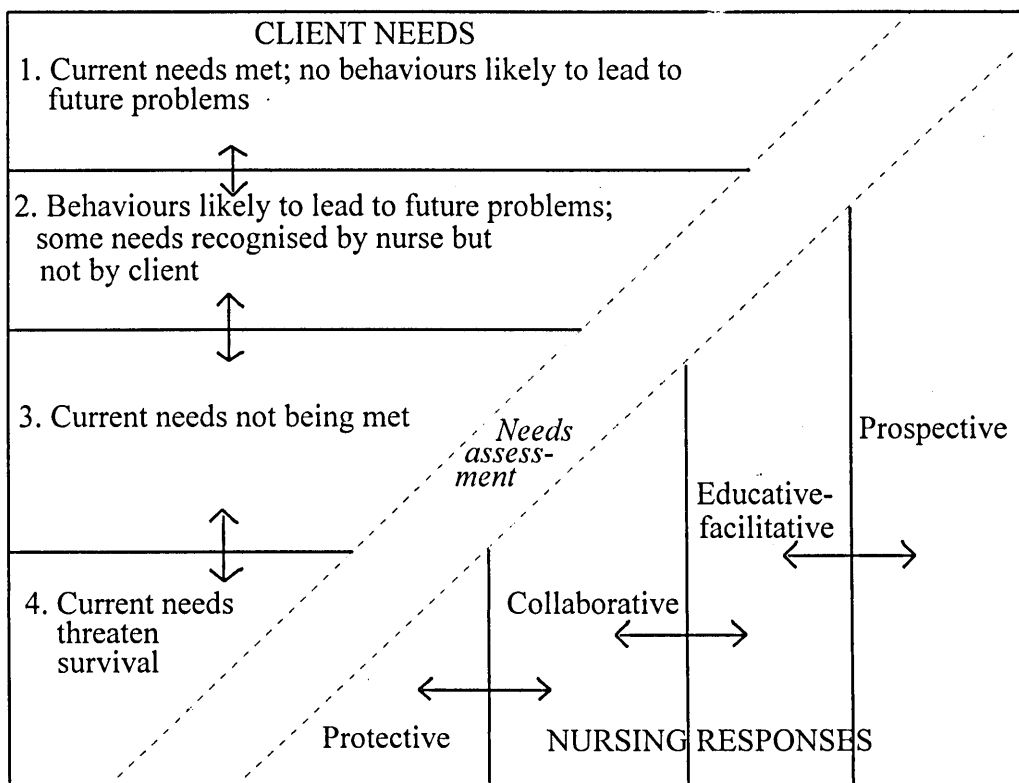 CLIENT NEEDS
1. Current needs met; no behaviours likely to lead to
future problems
2. Behaviours likely to lead to future problems;
some needs recognised by nurse but
not by client
3. Current needs not being met
Needs
assess-
ment
Prospective
Educative-
facilitative
4. Current needs
threaten
survival
Collaborative
Protective
NURSING RESPONSES